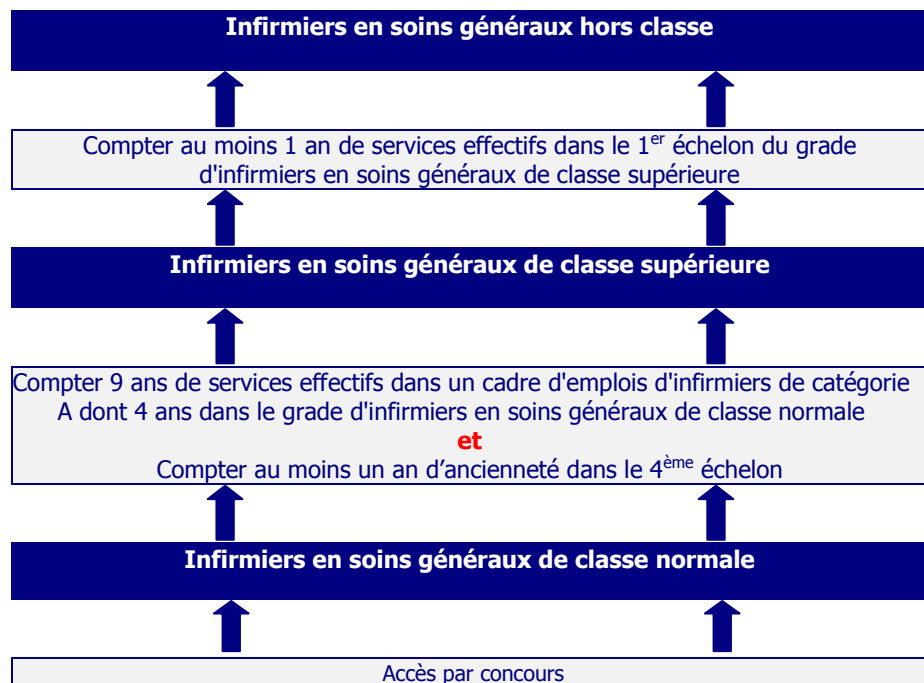 Infirmiers en soins généraux hors classe
Compter au moins 1 an de services effectifs dans le 1er échelon du grade
d'infirmiers en soins généraux de classe supérieure
Infirmiers en soins généraux de classe supérieure
Compter 9 ans de services effectifs dans un cadre d'emplois d'infirmiers de catégorie
A dont 4 ans dans le grade d'infirmiers en soins généraux de classe normale
et
Compter au moins un an d’ancienneté dans le 4ème échelon
Infirmiers en soins généraux de classe normale
Accès par concours